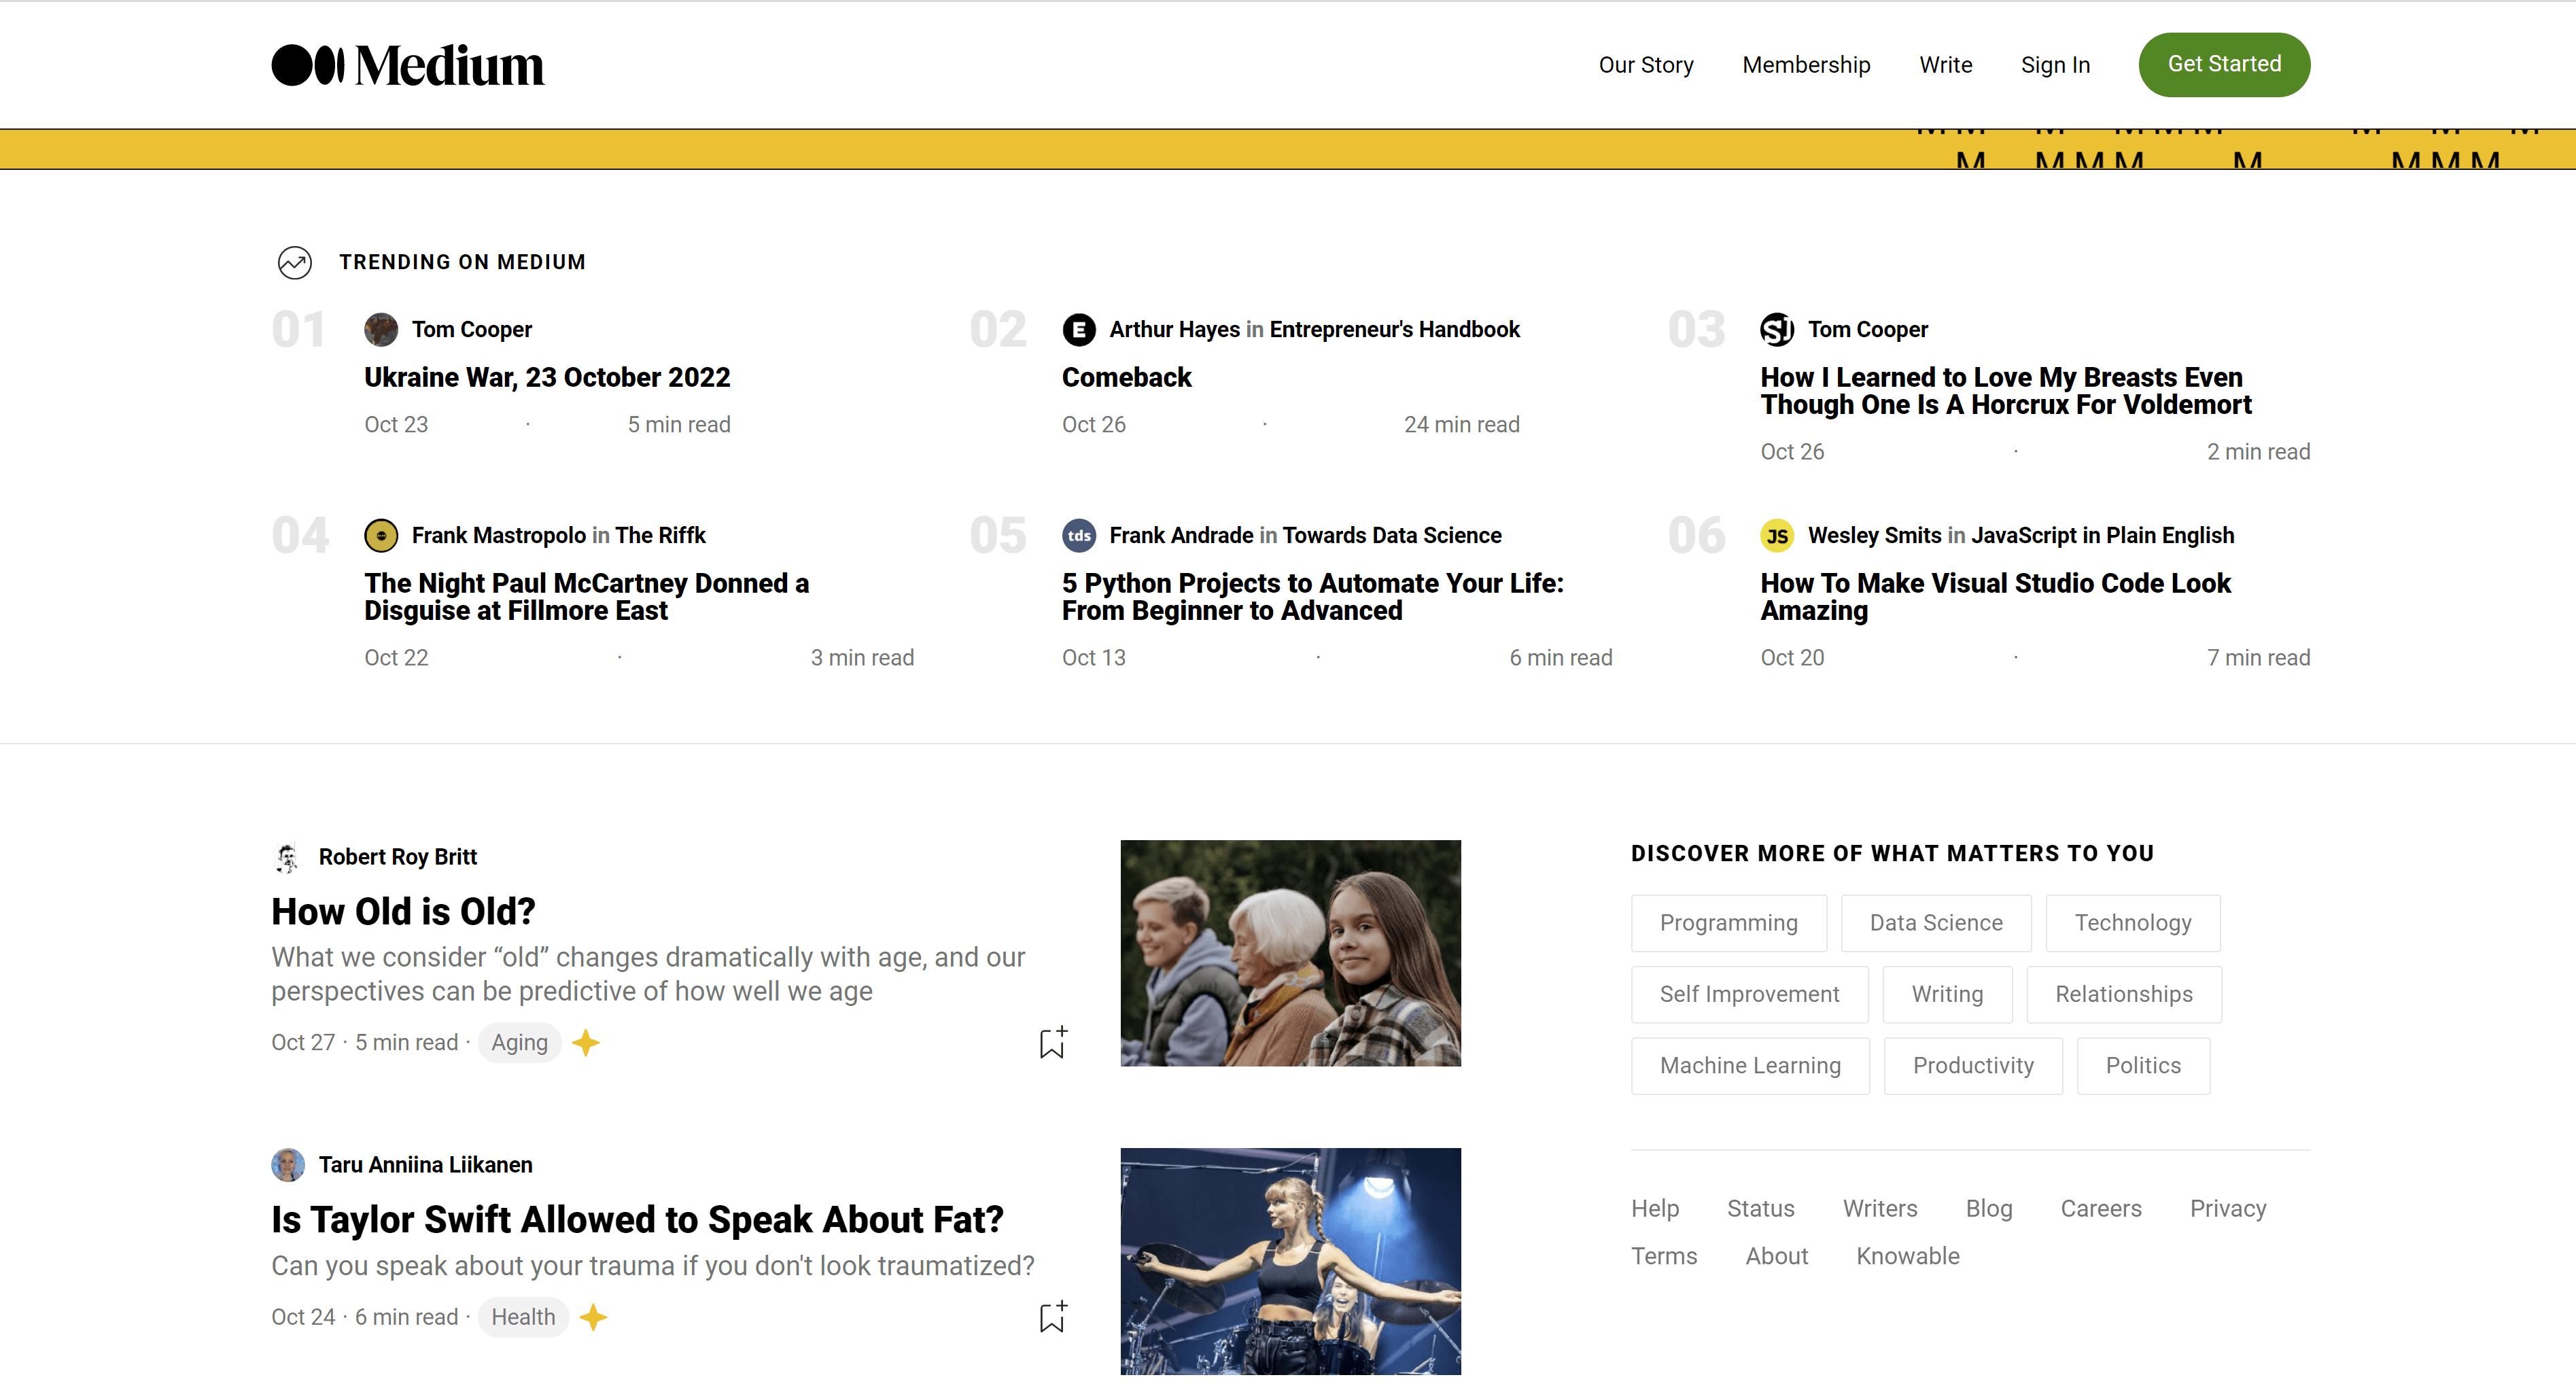 Medium
Our Story
Membership
Write
Sign In
Get Started
M M M M M M M M M
M M M M M M M M
TRENDING ON MEDIUM
01
Tom Cooper
Ukraine War, 23 October 2022
Oct 23 · 5 min read
02
E
Arthur Hayes in Entrepreneur's Handbook
Comeback
Oct 26 · 24 min read
03
SJ
Tom Cooper
How I Learned to Love My Breasts Even
Though One Is A Horcrux For Voldemort
Oct 26 · 2 min read
04
Frank Mastropolo in The Riffk
The Night Paul McCartney Donned a
Disguise at Fillmore East
Oct 22 · 3 min read
05
tds
Frank Andrade in Towards Data Science
5 Python Projects to Automate Your Life:
From Beginner to Advanced
Oct 13 · 6 min read
06
JS
Wesley Smits in JavaScript in Plain English
How To Make Visual Studio Code Look
Amazing
Oct 20 · 7 min read
Robert Roy Britt
How Old is Old?
What we consider “old” changes dramatically with age, and our
perspectives can be predictive of how well we age
Oct 27 · 5 min read · Aging
Taru Anniina Liikanen
Is Taylor Swift Allowed to Speak About Fat?
Can you speak about your trauma if you don't look traumatized?
Oct 24 · 6 min read · Health
DISCOVER MORE OF WHAT MATTERS TO YOU
Programming
Data Science
Technology
Self Improvement
Writing
Relationships
Machine Learning
Productivity
Politics
Help
Status
Writers
Blog
Careers
Privacy
Terms
About
Knowable